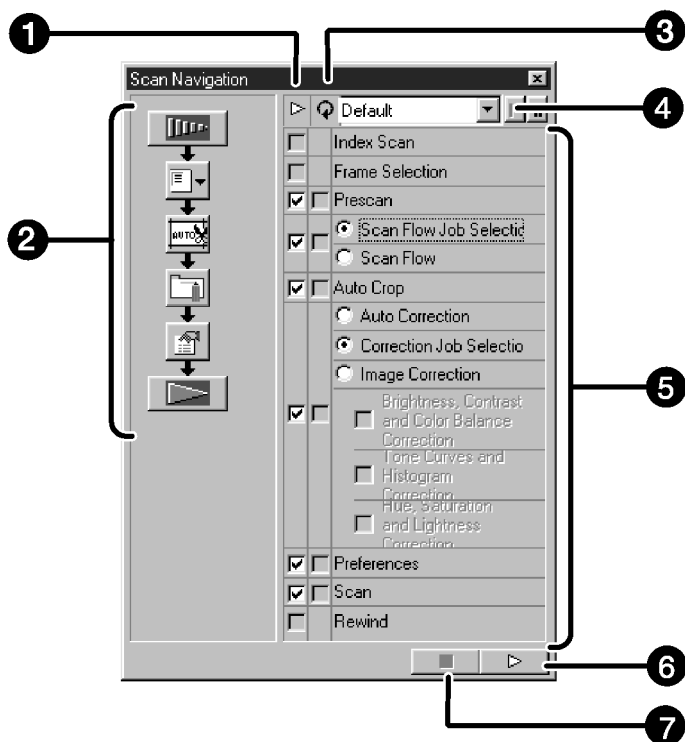 1
3
Scan Navigation
Default
4
Index Scan
Frame Selection
Prescan
2
AUTO
Scan Flow Job Selectio
Scan Flow
Auto Crop
Auto Correction
Correction Job Selectio
Image Correction
5
Brightness, Contrast
and Color Balance
Correction
Tone Curves and
Histogram
Correction
Hue, Saturation
and Lightness
Correction
Preferences
Scan
Rewind
6
7